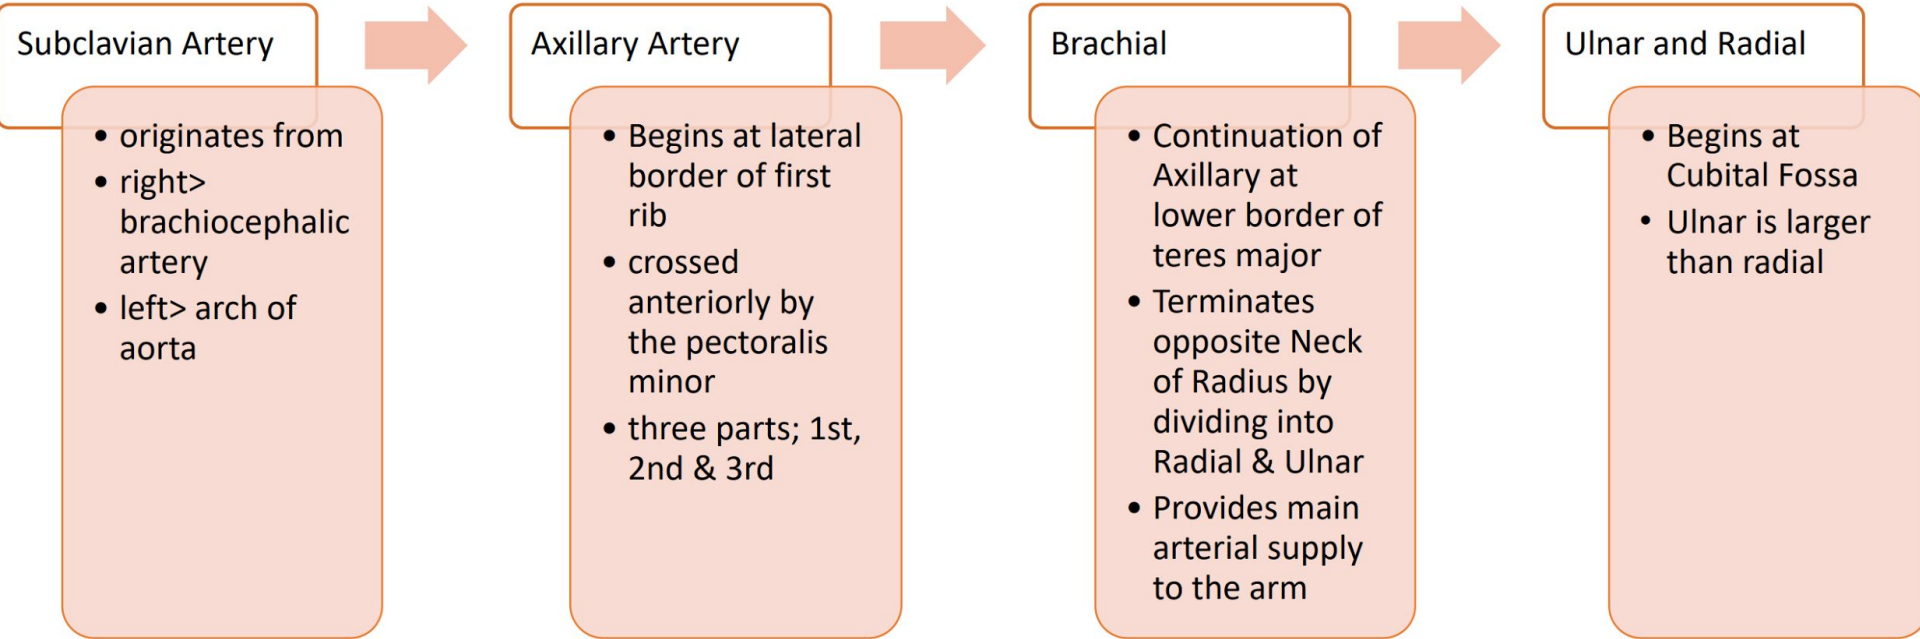 Subclavian Artery
• originates from
• right>
brachiocephalic
artery
• left> arch of
aorta
Axillary Artery
• Begins at lateral
border of first
rib
• crossed
anteriorly by
the pectoralis
minor
• three parts; 1st,
2nd & 3rd
Brachial
• Continuation of
Axillary at
lower border of
teres major
• Terminates
opposite Neck
of Radius by
dividing into
Radial & Ulnar
• Provides main
arterial supply
to the arm
Ulnar and Radial
• Begins at
Cubital Fossa
• Ulnar is larger
than radial